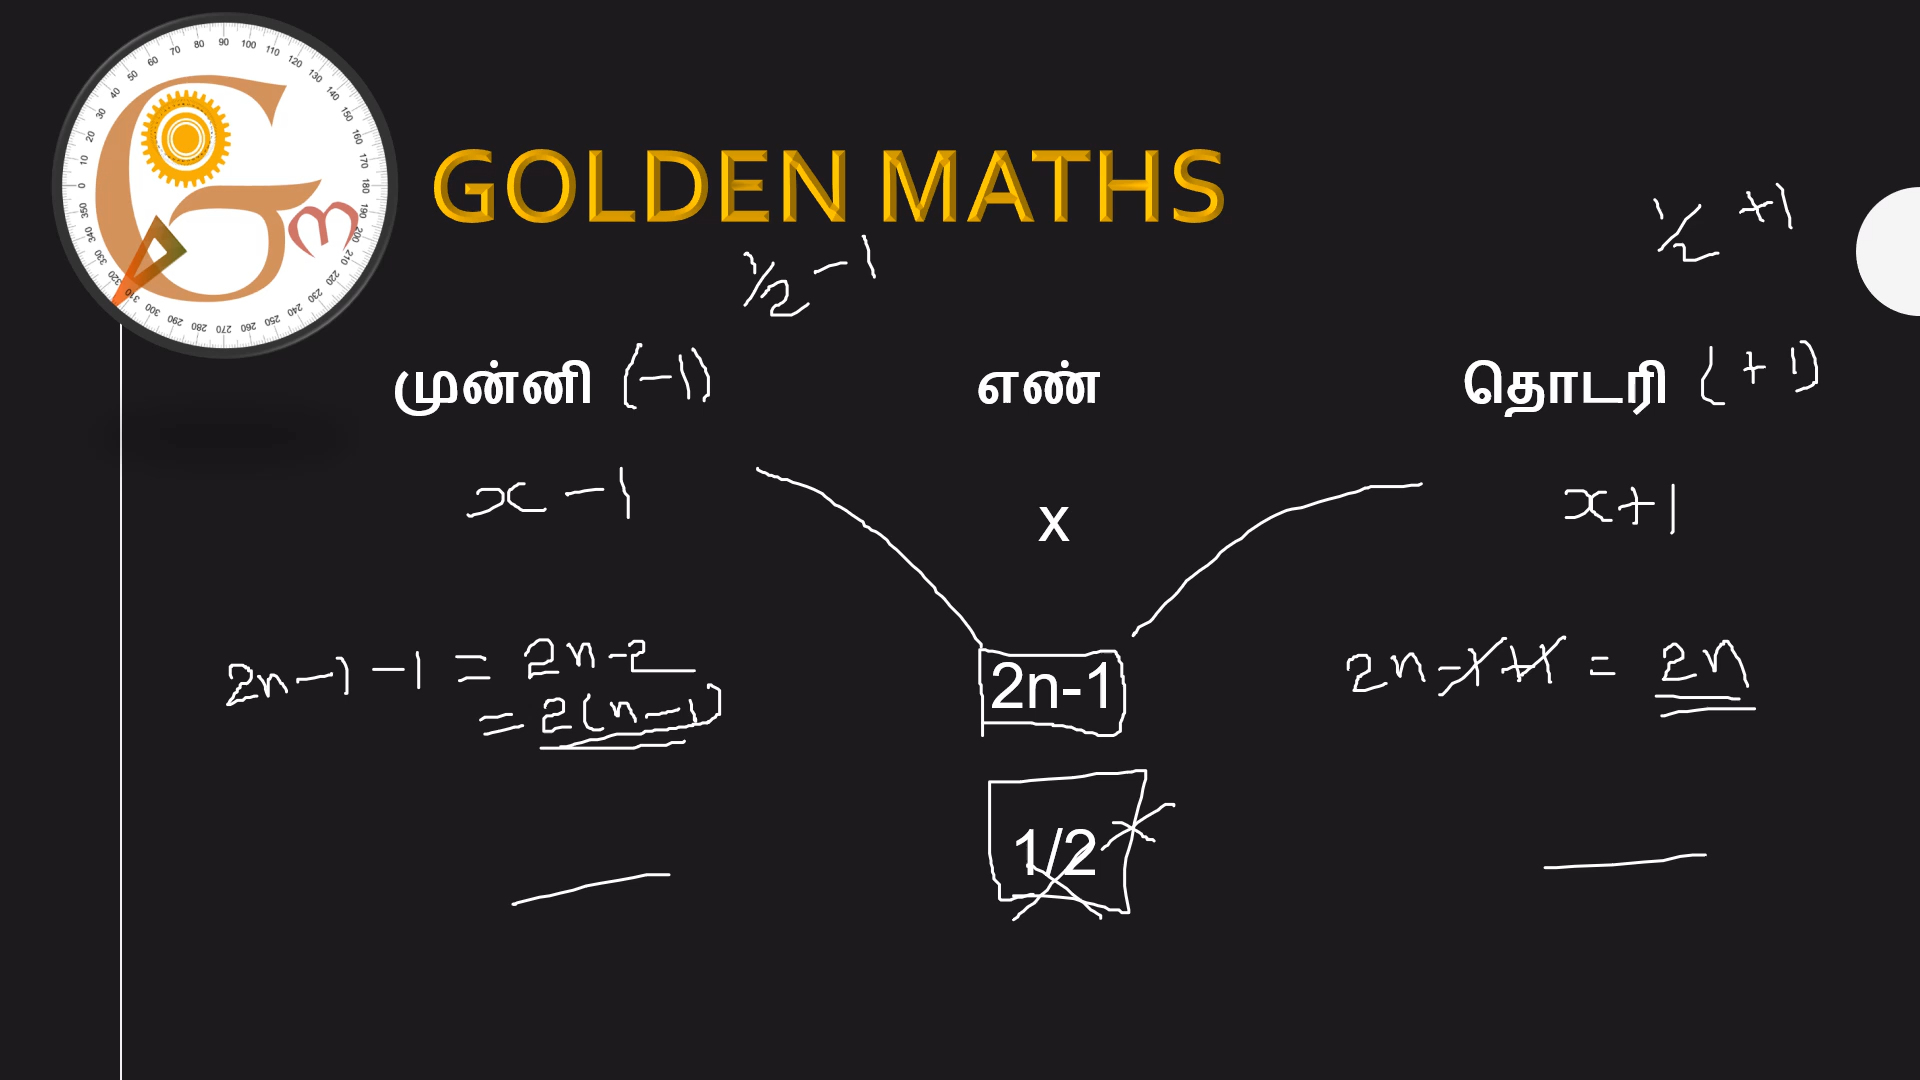 GOLDEN MATHS
1/2 - 1
1/2 + 1
முன்னி (-1) எண் தொடரி (+1)
x - 1 x x+1
2n-1-1 = 2n-2 2n-1 2n-1+1 = 2n
= 2(n-1)
1/2